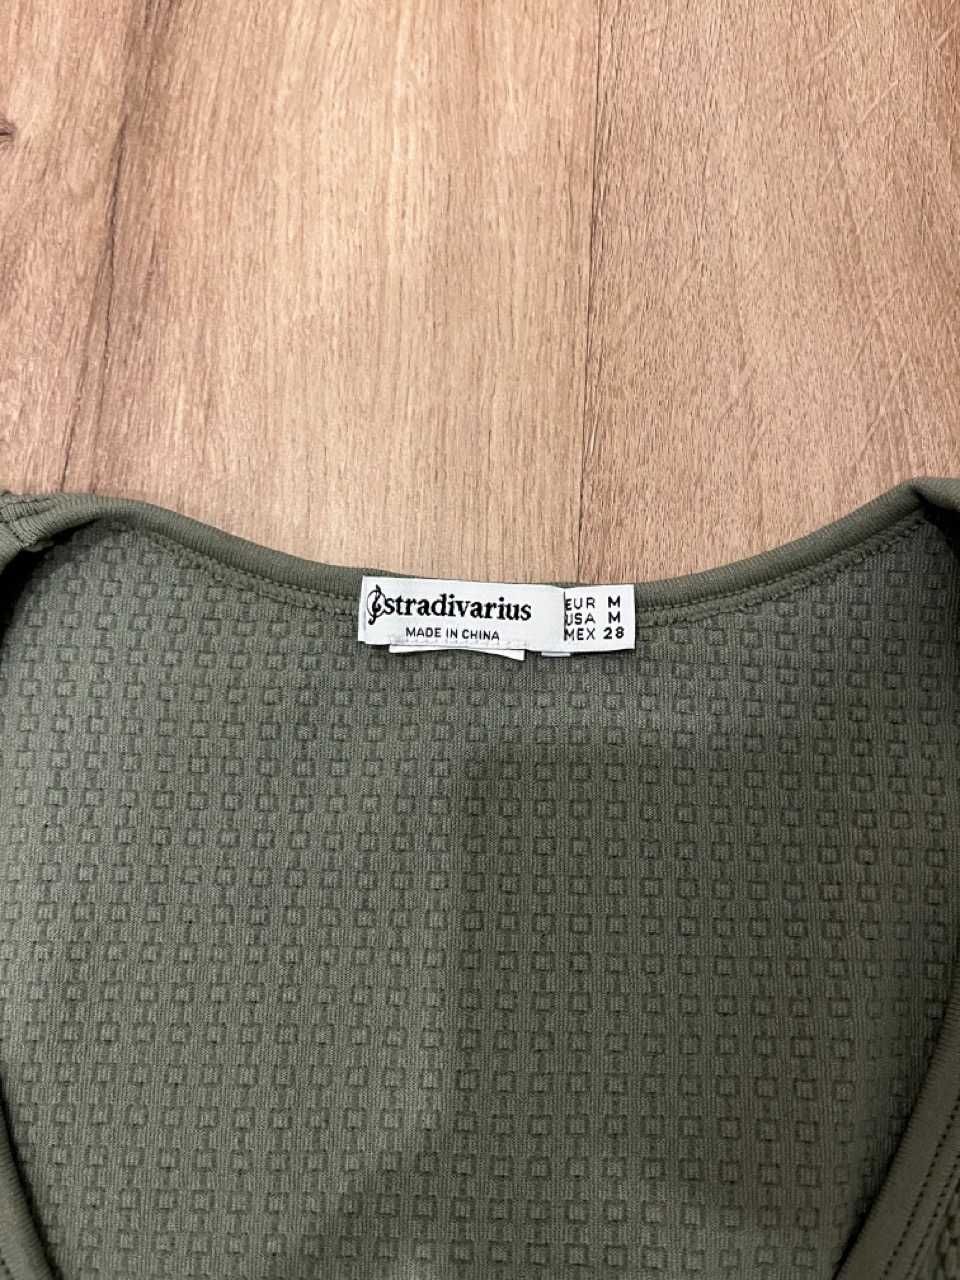 stradivarius
MADE IN CHINA
EUR M
USA M
MEX 28